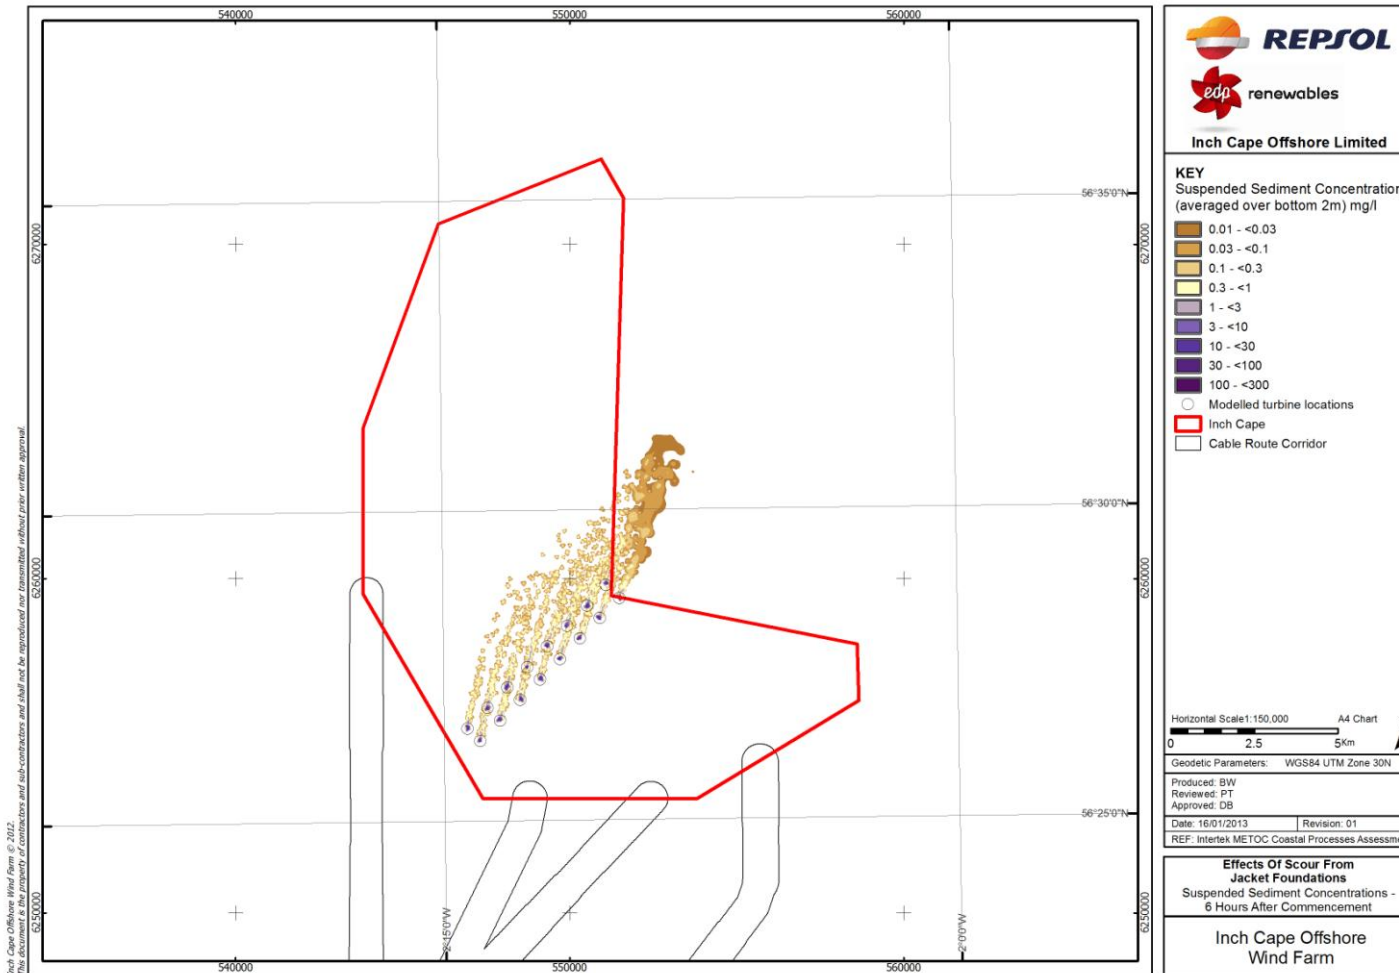 540000
550000
560000
56°35'0"N
6270000
6270000
56°30'0"N
6260000
6260000
56°25'0"N
6250000
6250000
2°15'0"W
2°0'0"W
540000
550000
560000
Inch Cape Offshore Wind Farm © 2012.
This document is the property of contractors and sub-contractors and shall not be reproduced nor transmitted without prior written approval.
REPSOL
edp renewables
Inch Cape Offshore Limited
KEY
Suspended Sediment Concentration
(averaged over bottom 2m) mg/l
0.01 - <0.03
0.03 - <0.1
0.1 - <0.3
0.3 - <1
1 - <3
3 - <10
10 - <30
30 - <100
100 - <300
Modelled turbine locations
Inch Cape
Cable Route Corridor
Horizontal Scale1:150,000 A4 Chart
0 2.5 5Km
Geodetic Parameters: WGS84 UTM Zone 30N
Produced: BW
Reviewed: PT
Approved: DB
Date: 16/01/2013 Revision: 01
REF: Intertek METOC Coastal Processes Assessme
Effects Of Scour From
Jacket Foundations
Suspended Sediment Concentrations -
6 Hours After Commencement
Inch Cape Offshore
Wind Farm